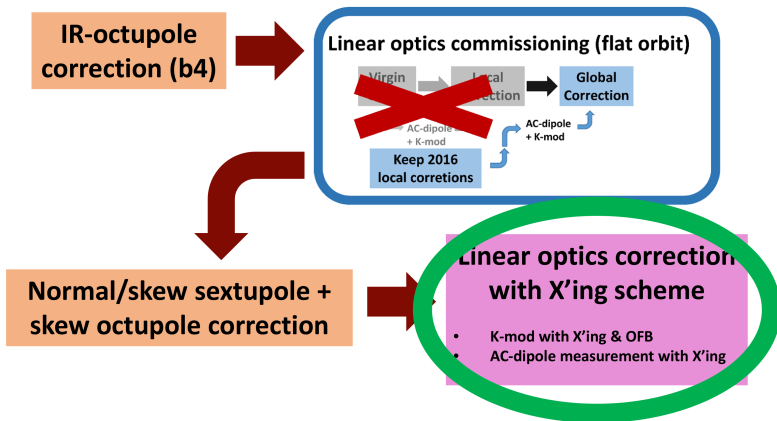 IR-octupole
correction (b4)
Linear optics commissioning (flat orbit)
Virgin
Global
Correction
AC-dipole
+ K-mod
AC-dipole
+ K-mod
Keep 2016
local corretions
Normal/skew sextupole +
skew octupole correction
Linear optics correction
with X'ing scheme
• K-mod with X'ing & OFB
• AC-dipole measurement with X'ing